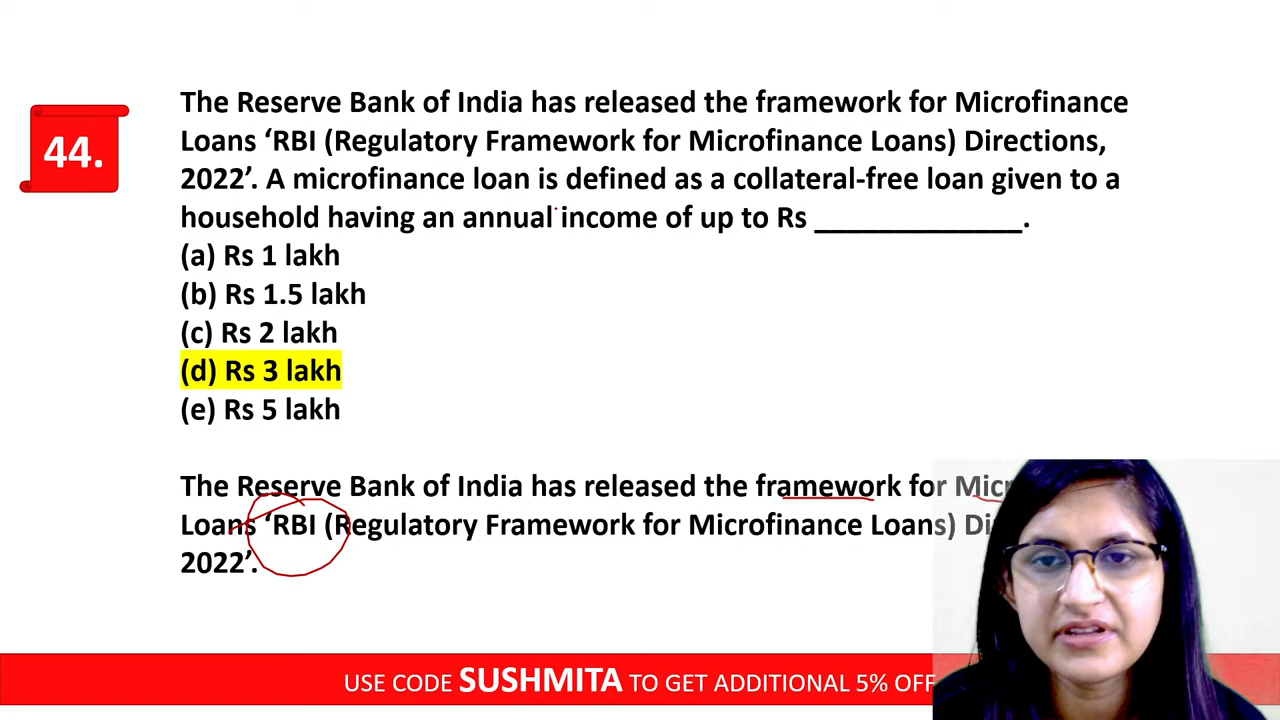 44.
The Reserve Bank of India has released the framework for Microfinance
Loans ‘RBI (Regulatory Framework for Microfinance Loans) Directions,
2022’. A microfinance loan is defined as a collateral-free loan given to a
household having an annual income of up to Rs _____________.
(a) Rs 1 lakh
(b) Rs 1.5 lakh
(c) Rs 2 lakh
(d) Rs 3 lakh
(e) Rs 5 lakh
The Reserve Bank of India has released the framework for
Loans ‘RBI (Regulatory Framework for Microfinance Loans)
2022’.
USE CODE SUSHMITA TO GET ADDITIONAL 5% OFF